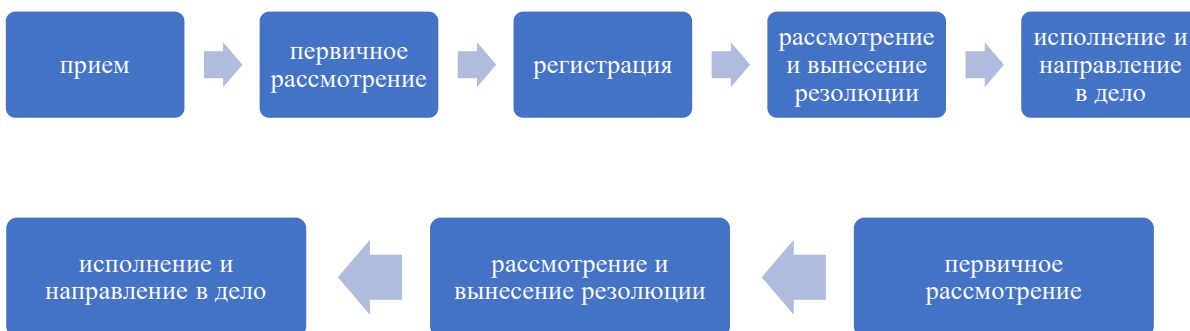 прием
первичное
рассмотрение
регистрация
рассмотрение
и вынесение
резолюции
исполнение и
направление
в дело
исполнение и
направление в дело
рассмотрение и
вынесение резолюции
первичное
рассмотрение